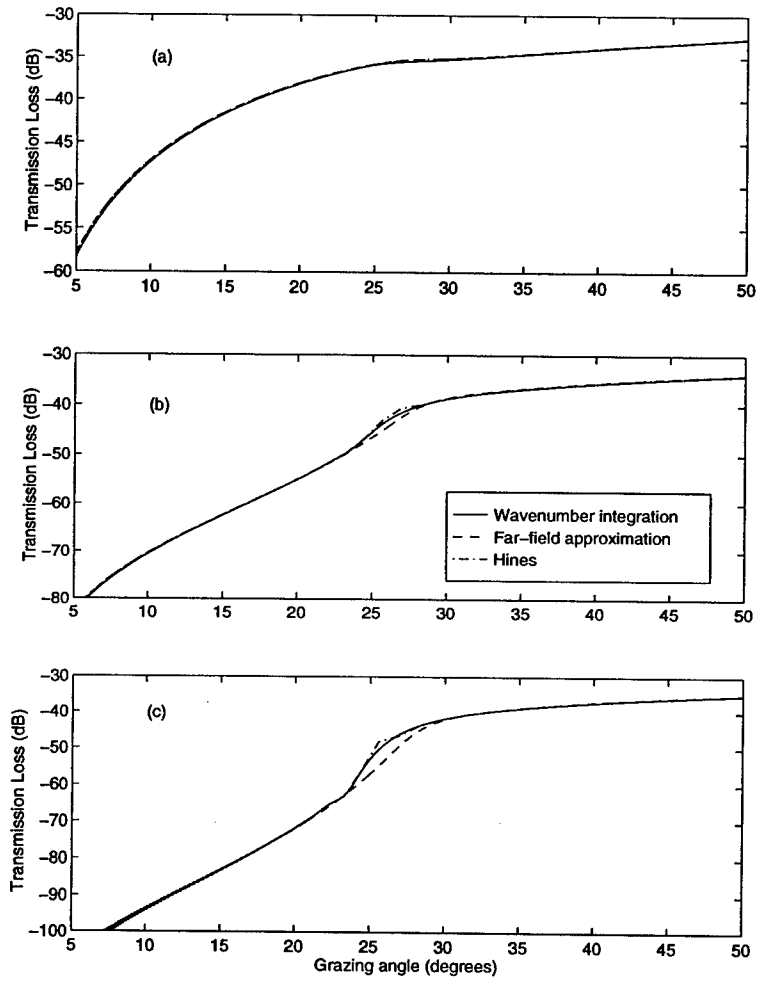 Transmission Loss (dB)
−30
−35
−40
−45
−50
−55
−60
(a)
5 10 15 20 25 30 35 40 45 50
Transmission Loss (dB)
−30
−40
−50
−60
−70
−80
(b)
Wavenumber integration
Far−field approximation
Hines
5 10 15 20 25 30 35 40 45 50
Transmission Loss (dB)
−30
−40
−50
−60
−70
−80
−90
−100
(c)
5 10 15 20 25 30 35 40 45 50
Grazing angle (degrees)